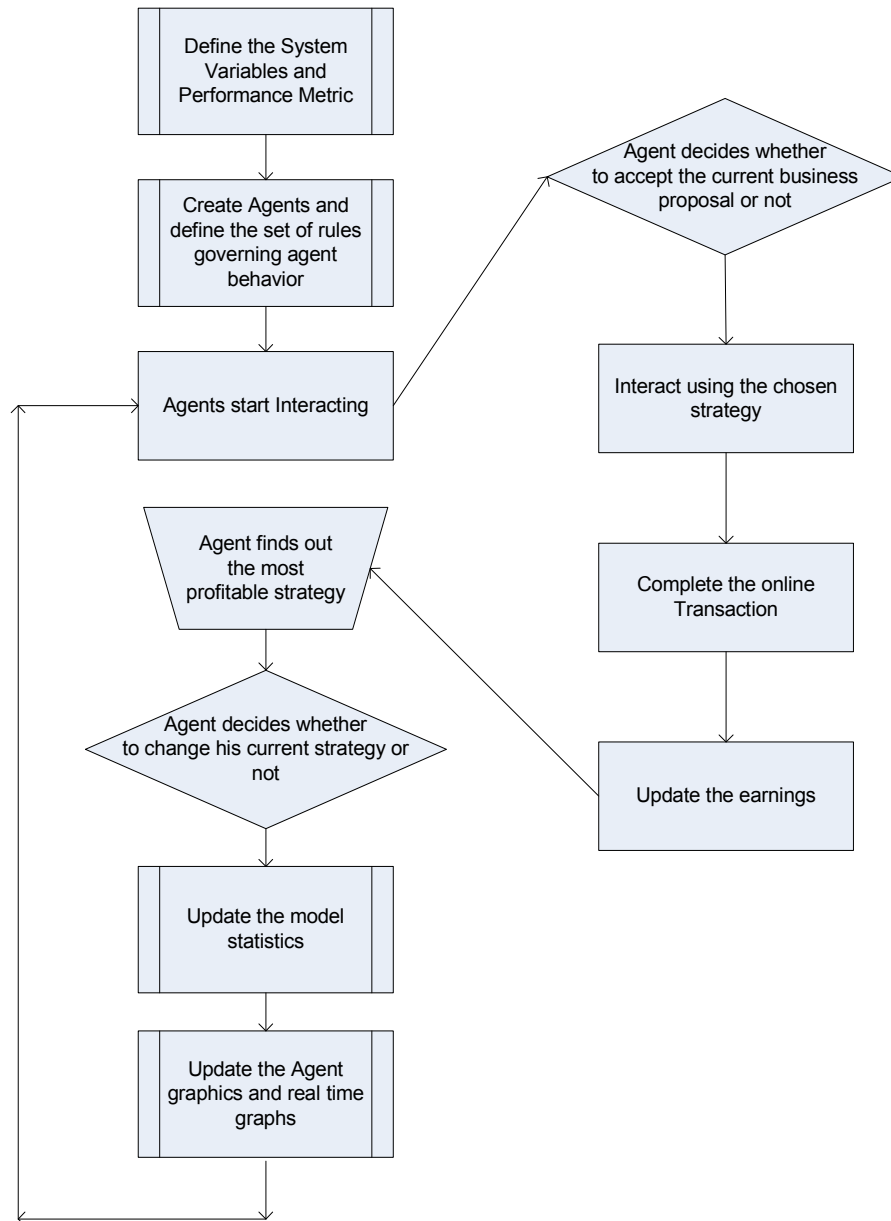 Define the System
Variables and
Performance Metric
Create Agents and
define the set of rules
governing agent
behavior
Agents start Interacting
Agent decides whether
to accept the current business
proposal or not
Interact using the chosen
strategy
Complete the online
Transaction
Update the earnings
Agent finds out
the most
profitable strategy
Agent decides whether
to change his current strategy or
not
Update the model
statistics
Update the Agent
graphics and real time
graphs